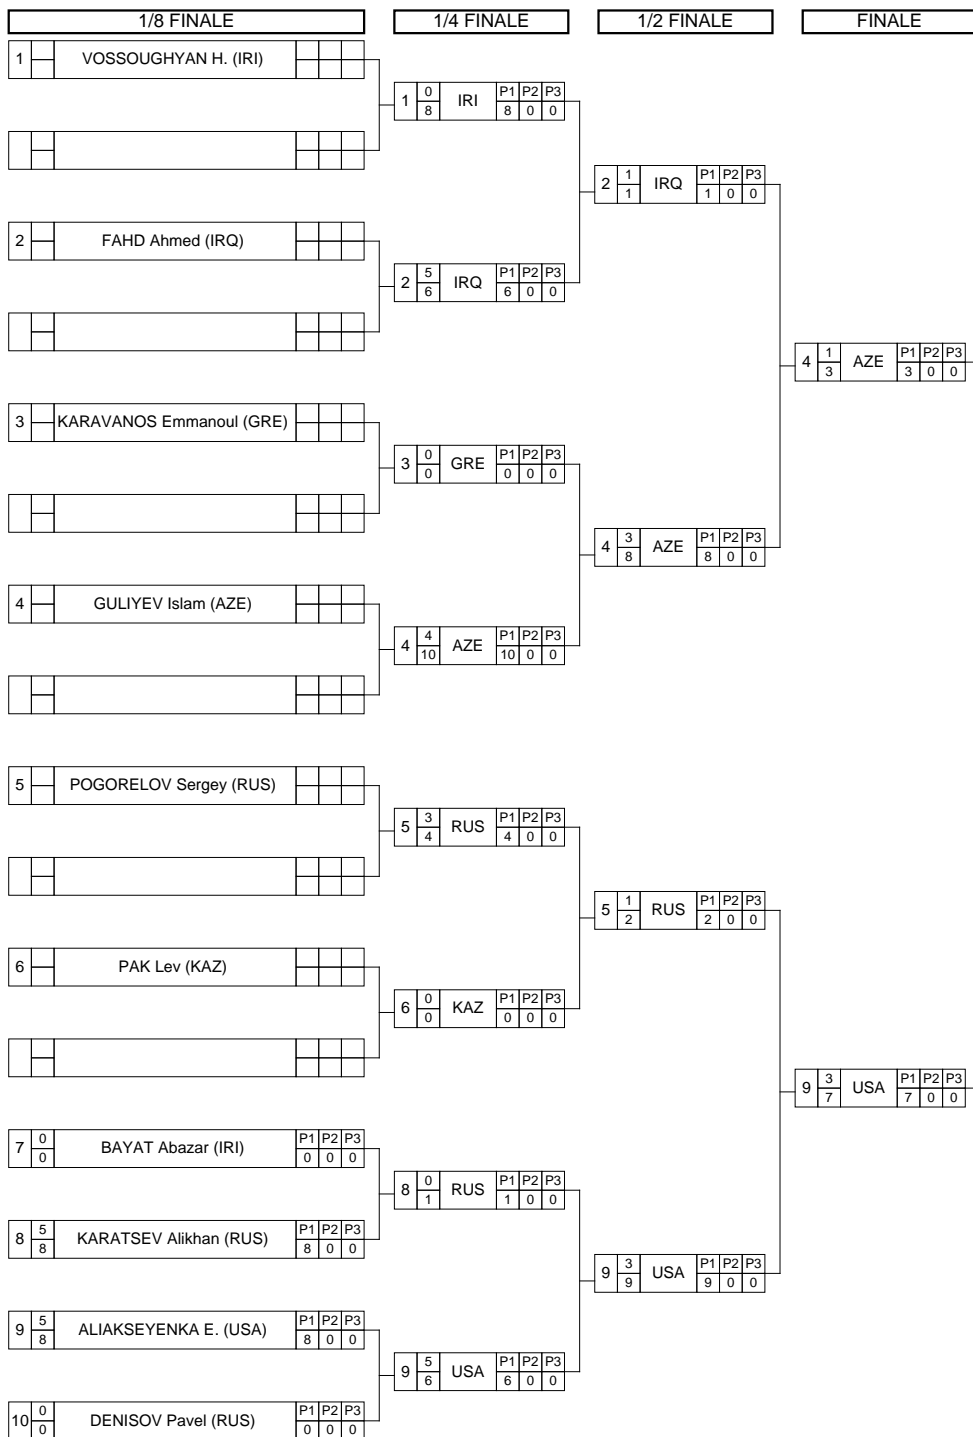 1/8 FINALE 1/4 FINALE 1/2 FINALE FINALE
1 VOSSOUGHYAN H. (IRI)
1 0 8 IRI P1 P2 P3 8 0 0
2 1 1 IRQ P1 P2 P3 1 0 0
2 FAHD Ahmed (IRQ)
2 5 6 IRQ P1 P2 P3 6 0 0
4 1 3 AZE P1 P2 P3 3 0 0
3 KARAVANOS Emmanoul (GRE)
3 0 0 GRE P1 P2 P3 0 0 0
4 3 8 AZE P1 P2 P3 8 0 0
4 GULIYEV Islam (AZE)
4 4 10 AZE P1 P2 P3 10 0 0
5 POGORELOV Sergey (RUS)
5 3 4 RUS P1 P2 P3 4 0 0
5 1 2 RUS P1 P2 P3 2 0 0
6 PAK Lev (KAZ)
6 0 0 KAZ P1 P2 P3 0 0 0
9 3 7 USA P1 P2 P3 7 0 0
7 0 0 BAYAT Abazar (IRI) P1 P2 P3 0 0 0
8 0 1 RUS P1 P2 P3 1 0 0
8 5 8 KARATSEV Alikhan (RUS) P1 P2 P3 8 0 0
9 3 9 USA P1 P2 P3 9 0 0
9 5 8 ALIAKSEYENKA E. (USA) P1 P2 P3 8 0 0
9 5 6 USA P1 P2 P3 6 0 0
10 0 0 DENISOV Pavel (RUS) P1 P2 P3 0 0 0